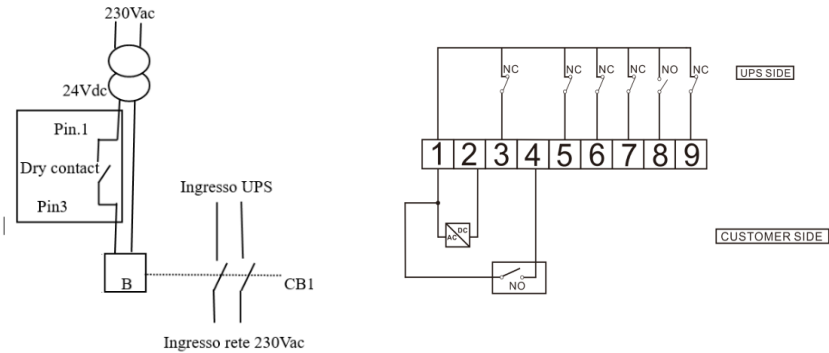 230Vac
24Vdc
Pin.1
Dry contact
Pin3
B
Ingresso UPS
CB1
Ingresso rete 230Vac
NC NC NC NC NO NC
UPS SIDE
1 2 3 4 5 6 7 8 9
AC DC
NO
CUSTOMER SIDE